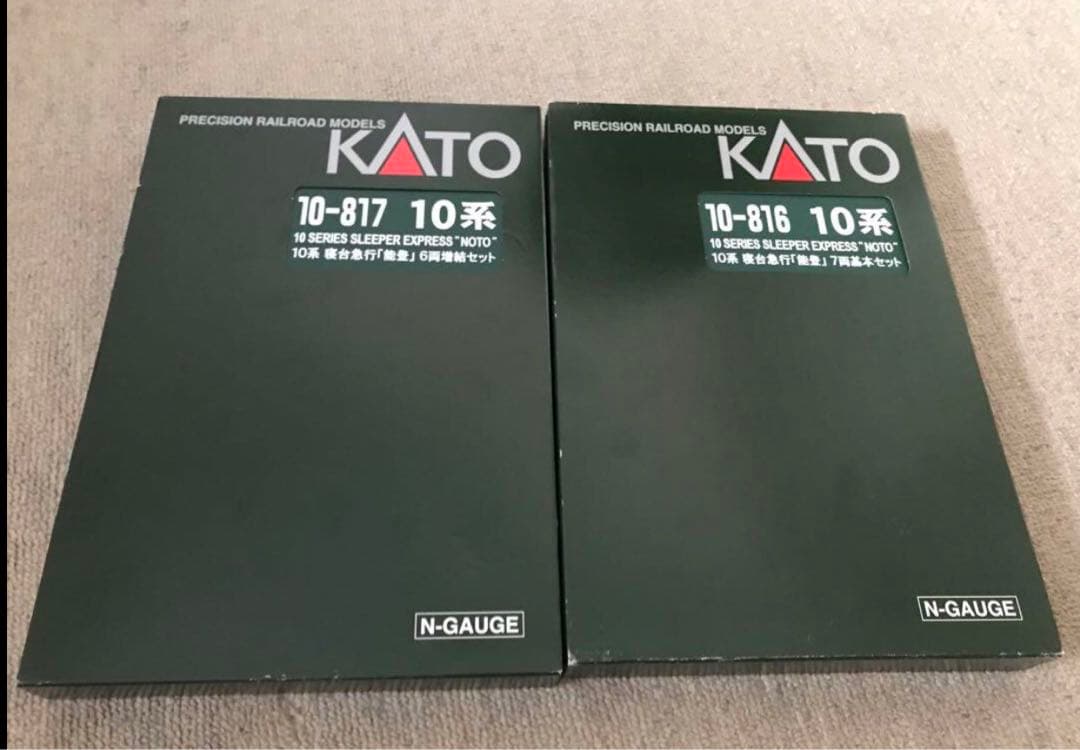 PRECISION RAILROAD MODELS
KATO
10-817 10系
10 SERIES SLEEPER EXPRESS "NOTO"
10系 寝台急行「能登」6両増結セット
N-GAUGE
PRECISION RAILROAD MODELS
KATO
10-816 10系
10 SERIES SLEEPER EXPRESS "NOTO"
10系 寝台急行「能登」7両基本セット
N-GAUGE